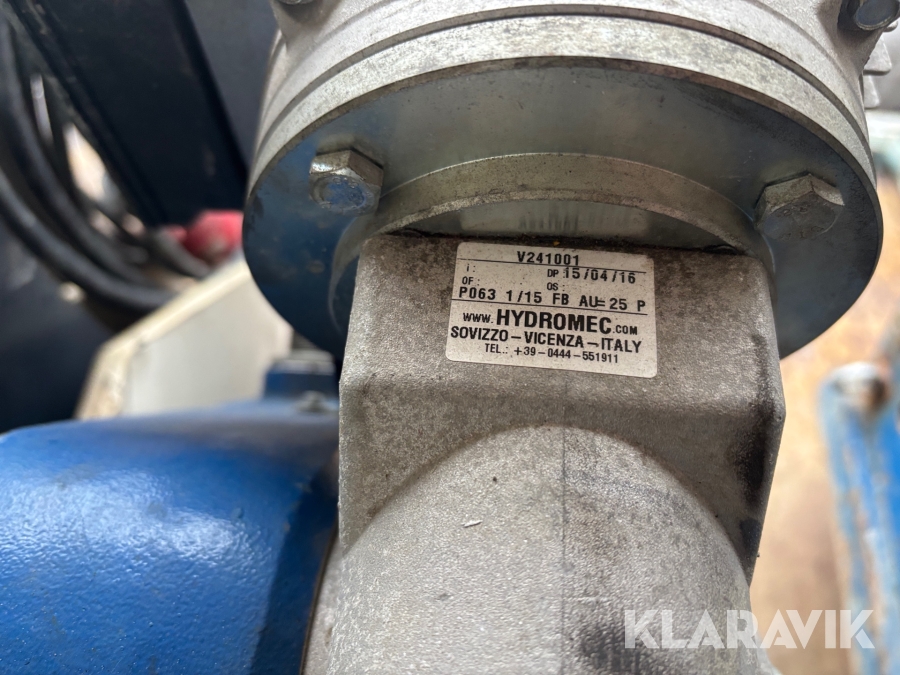 V241001
I: DP:15/04/16
OF: OS:
P063 1/15 FB AU=25 P
www.HYDROMEC.com
SOVIZZO-VICENZA-ITALY
TEL.: +39-0444-551911
KLARAVIK